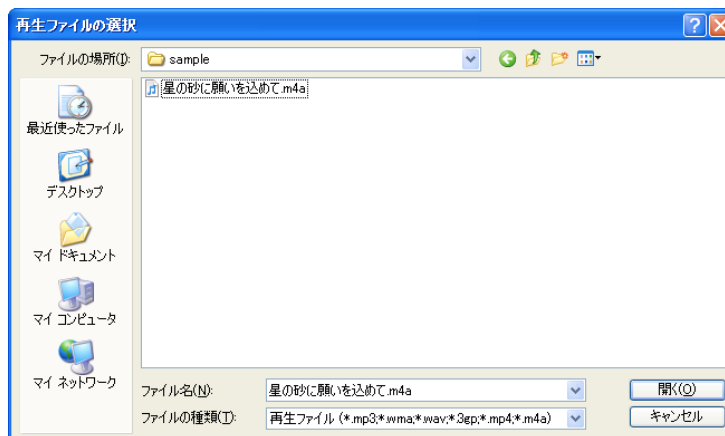 再生ファイルの選択
ファイルの場所(I):
sample
最近使ったファイル
デスクトップ
マイ ドキュメント
マイ コンピュータ
マイ ネットワーク
星の砂に願いを込めて.m4a
ファイル名(N):
星の砂に願いを込めて.m4a
開く(O)
ファイルの種類(T):
再生ファイル (*.mp3;*.wma;*.wav;*.3gp;*.mp4;*.m4a)
キャンセル